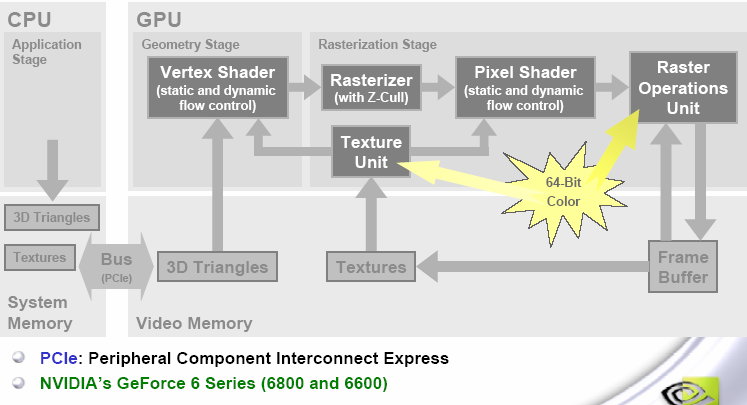 CPU
GPU
Application
Stage
Geometry Stage
Rasterization Stage
Vertex Shader
(static and dynamic
flow control)
Rasterizer
(with Z-Cull)
Pixel Shader
(static and dynamic
flow control)
Raster
Operations
Unit
Texture
Unit
64-Bit
Color
3D Triangles
Textures
Bus
(PCIe)
3D Triangles
Textures
Frame
Buffer
System
Memory
Video Memory
PCIe: Peripheral Component Interconnect Express
NVIDIA's GeForce 6 Series (6800 and 6600)